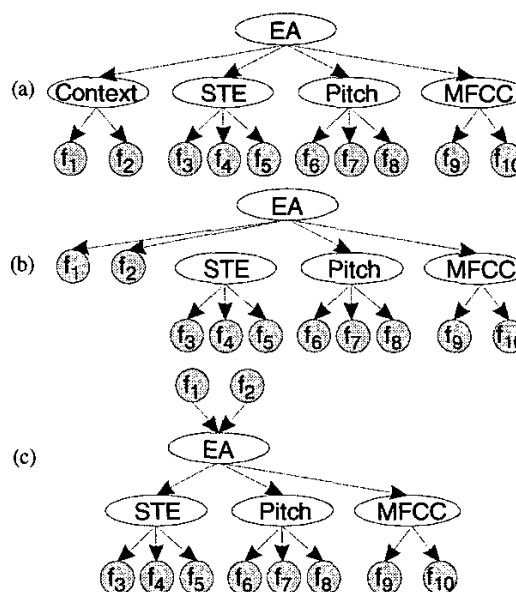 EA
(a) Context STE Pitch MFCC
f1 f2 f3 f4 f5 f6 f7 f8 f9 f10
EA
(b) f1 f2
STE Pitch MFCC
f3 f4 f5 f6 f7 f8 f9 f10
f1 f2
EA
(c)
STE Pitch MFCC
f3 f4 f5 f6 f7 f8 f9 f10